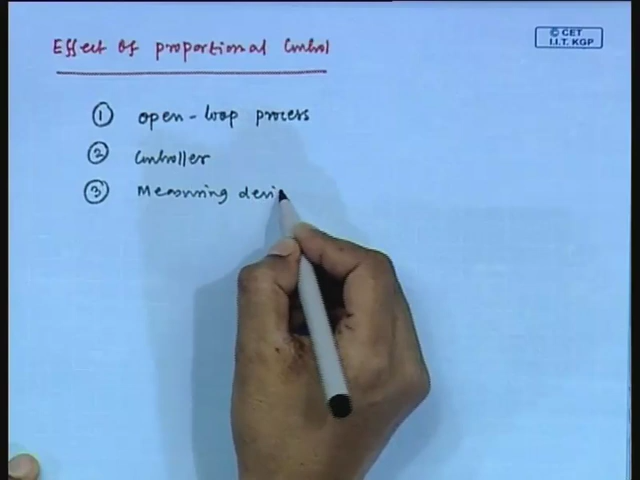 Effect of proportional Control
© CET
I.I.T. KGP
① open-loop process
② Controller
③ Measuring devi